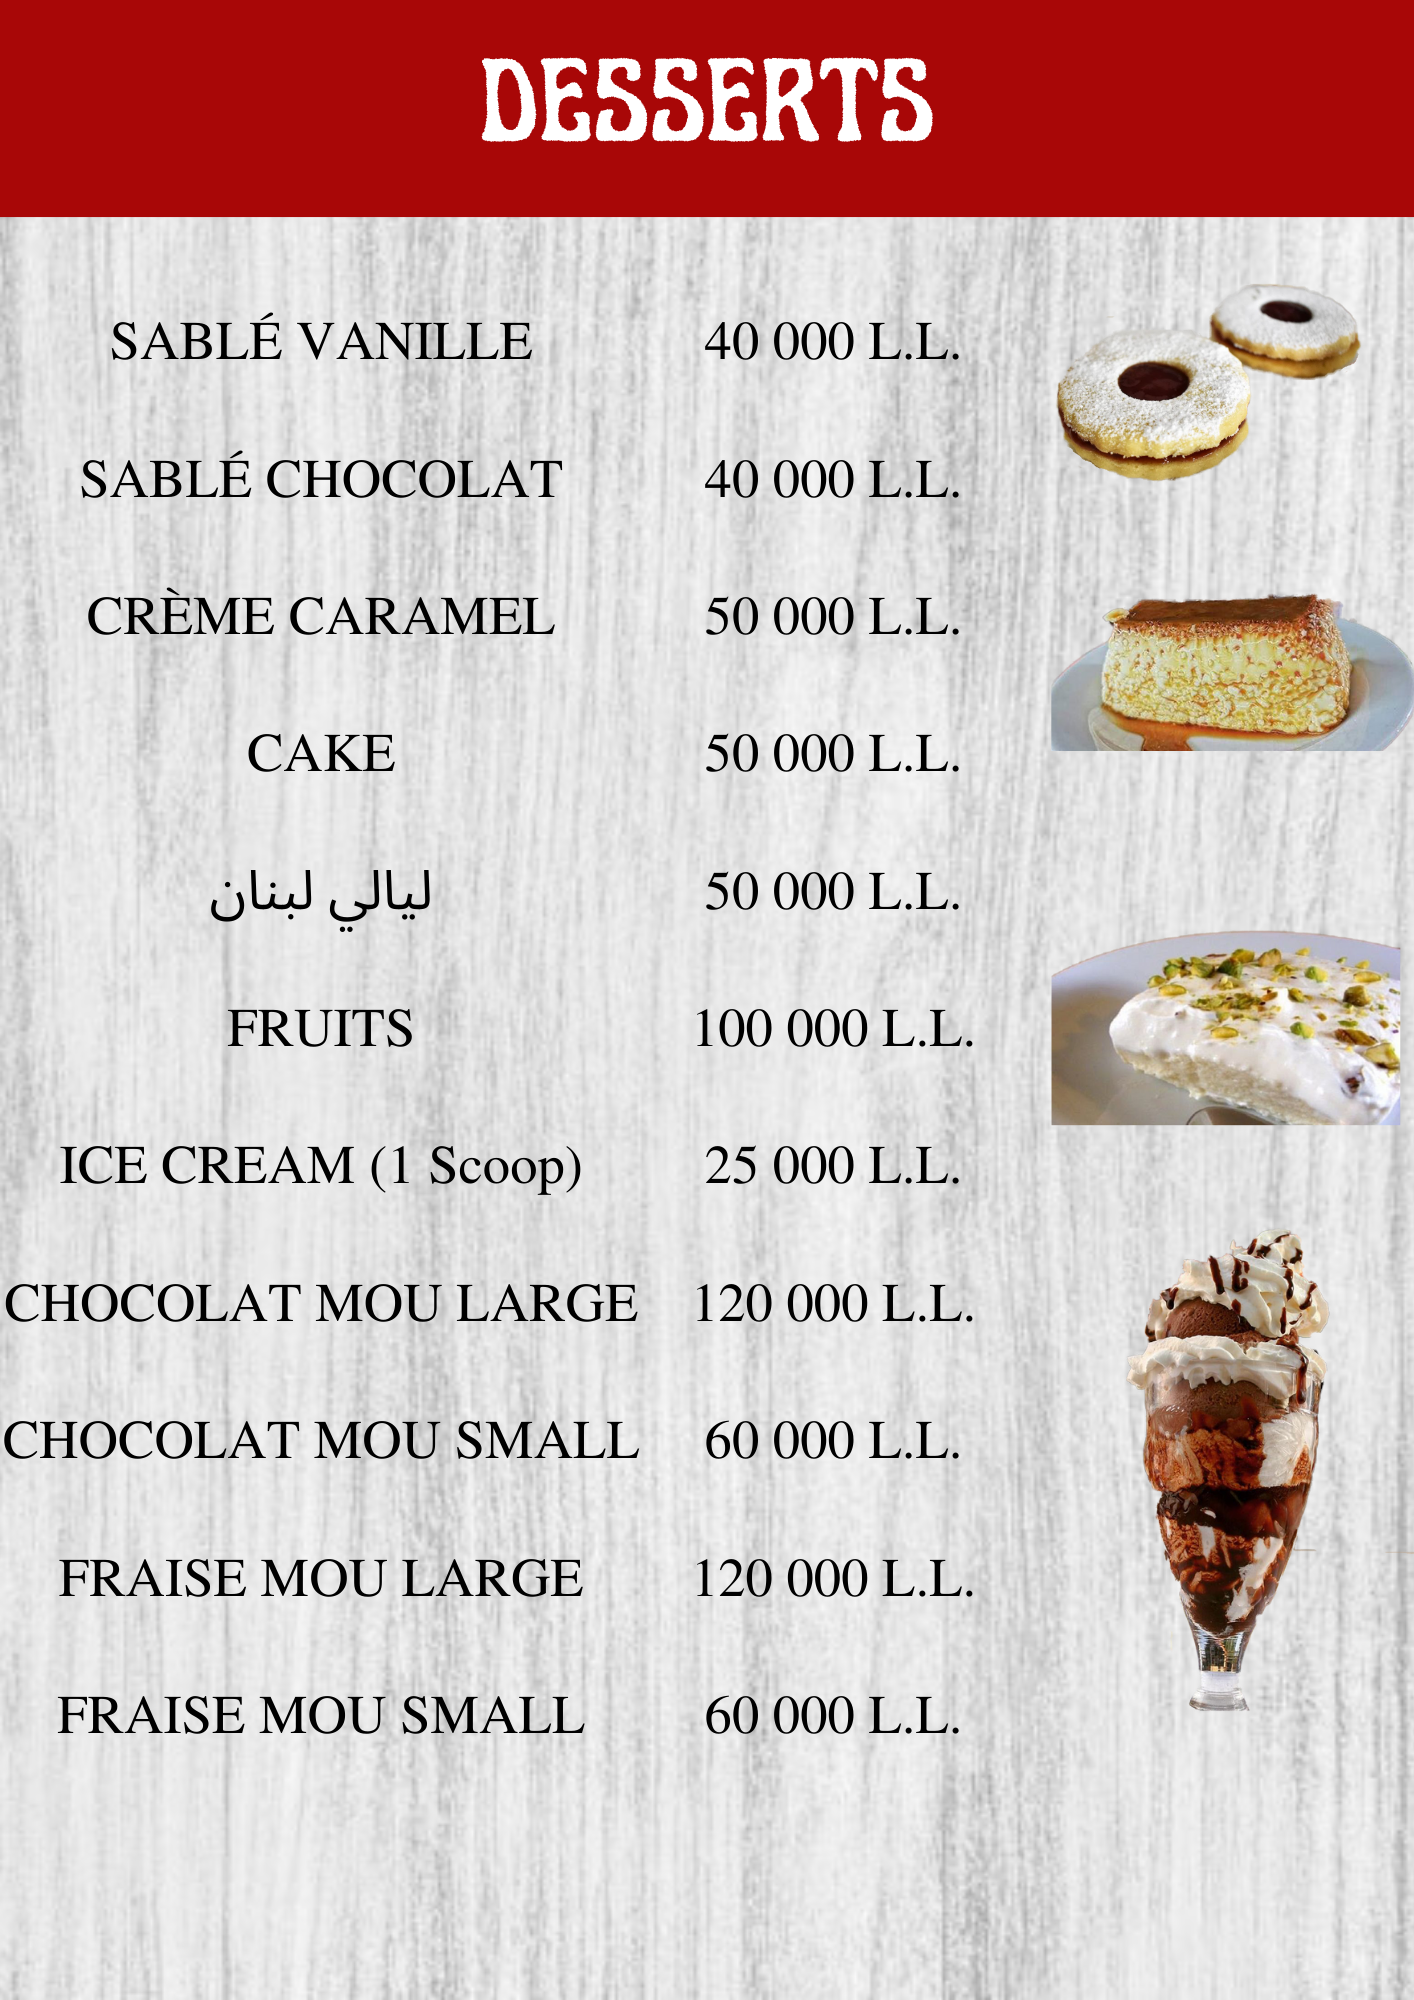 DESSERTS
SABLÉ VANILLE 40 000 L.L.
SABLÉ CHOCOLAT 40 000 L.L.
CRÈME CARAMEL 50 000 L.L.
CAKE 50 000 L.L.
ليالي لبنان 50 000 L.L.
FRUITS 100 000 L.L.
ICE CREAM (1 Scoop) 25 000 L.L.
CHOCOLAT MOU LARGE 120 000 L.L.
CHOCOLAT MOU SMALL 60 000 L.L.
FRAISE MOU LARGE 120 000 L.L.
FRAISE MOU SMALL 60 000 L.L.